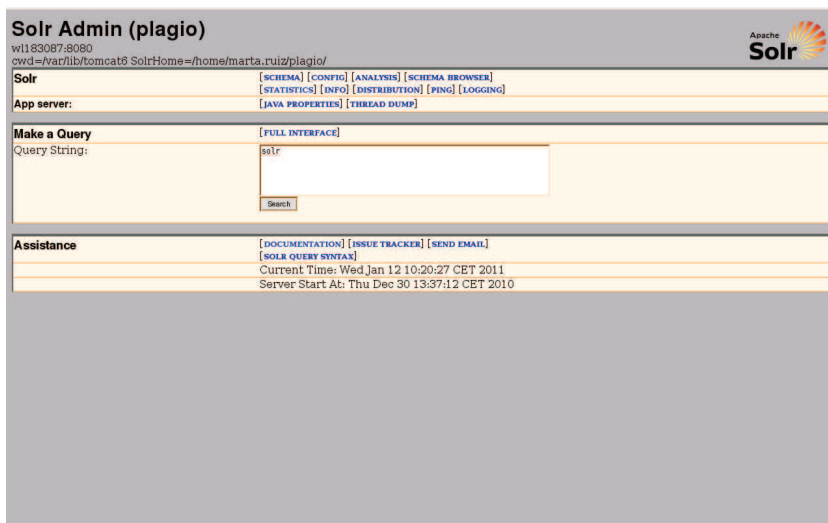 Solr Admin (plagio)
wl183087:8080
cwd=/var/lib/tomcat6 SolrHome=/home/marta.ruiz/plagio/
Apache
Solr
Solr
[SCHEMA] [CONFIG] [ANALYSIS] [SCHEMA BROWSER]
[STATISTICS] [INFO] [DISTRIBUTION] [PING] [LOGGING]
App server:
[JAVA PROPERTIES] [THREAD DUMP]
Make a Query
[FULL INTERFACE]
Query String:
solr
Search
Assistance
[DOCUMENTATION] [ISSUE TRACKER] [SEND EMAIL]
[SOLR QUERY SYNTAX]
Current Time: Wed Jan 12 10:20:27 CET 2011
Server Start At: Thu Dec 30 13:37:12 CET 2010